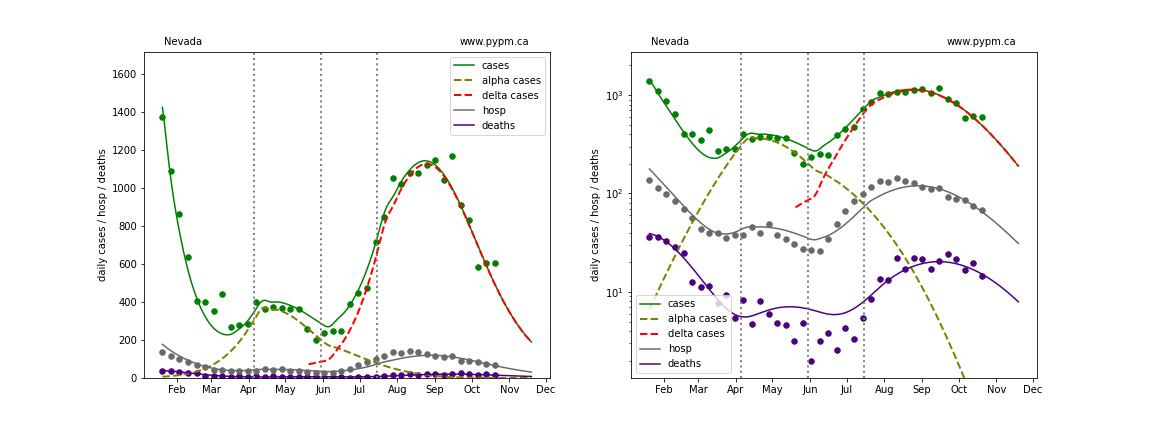 Nevada
www.pypm.ca
daily cases / hosp / deaths
1600
1400
1200
1000
800
600
400
200
0
cases
alpha cases
delta cases
hosp
deaths
Feb Mar Apr May Jun Jul Aug Sep Oct Nov Dec
Nevada
www.pypm.ca
daily cases / hosp / deaths
10³
10²
10¹
cases
alpha cases
delta cases
hosp
deaths
Feb Mar Apr May Jun Jul Aug Sep Oct Nov Dec